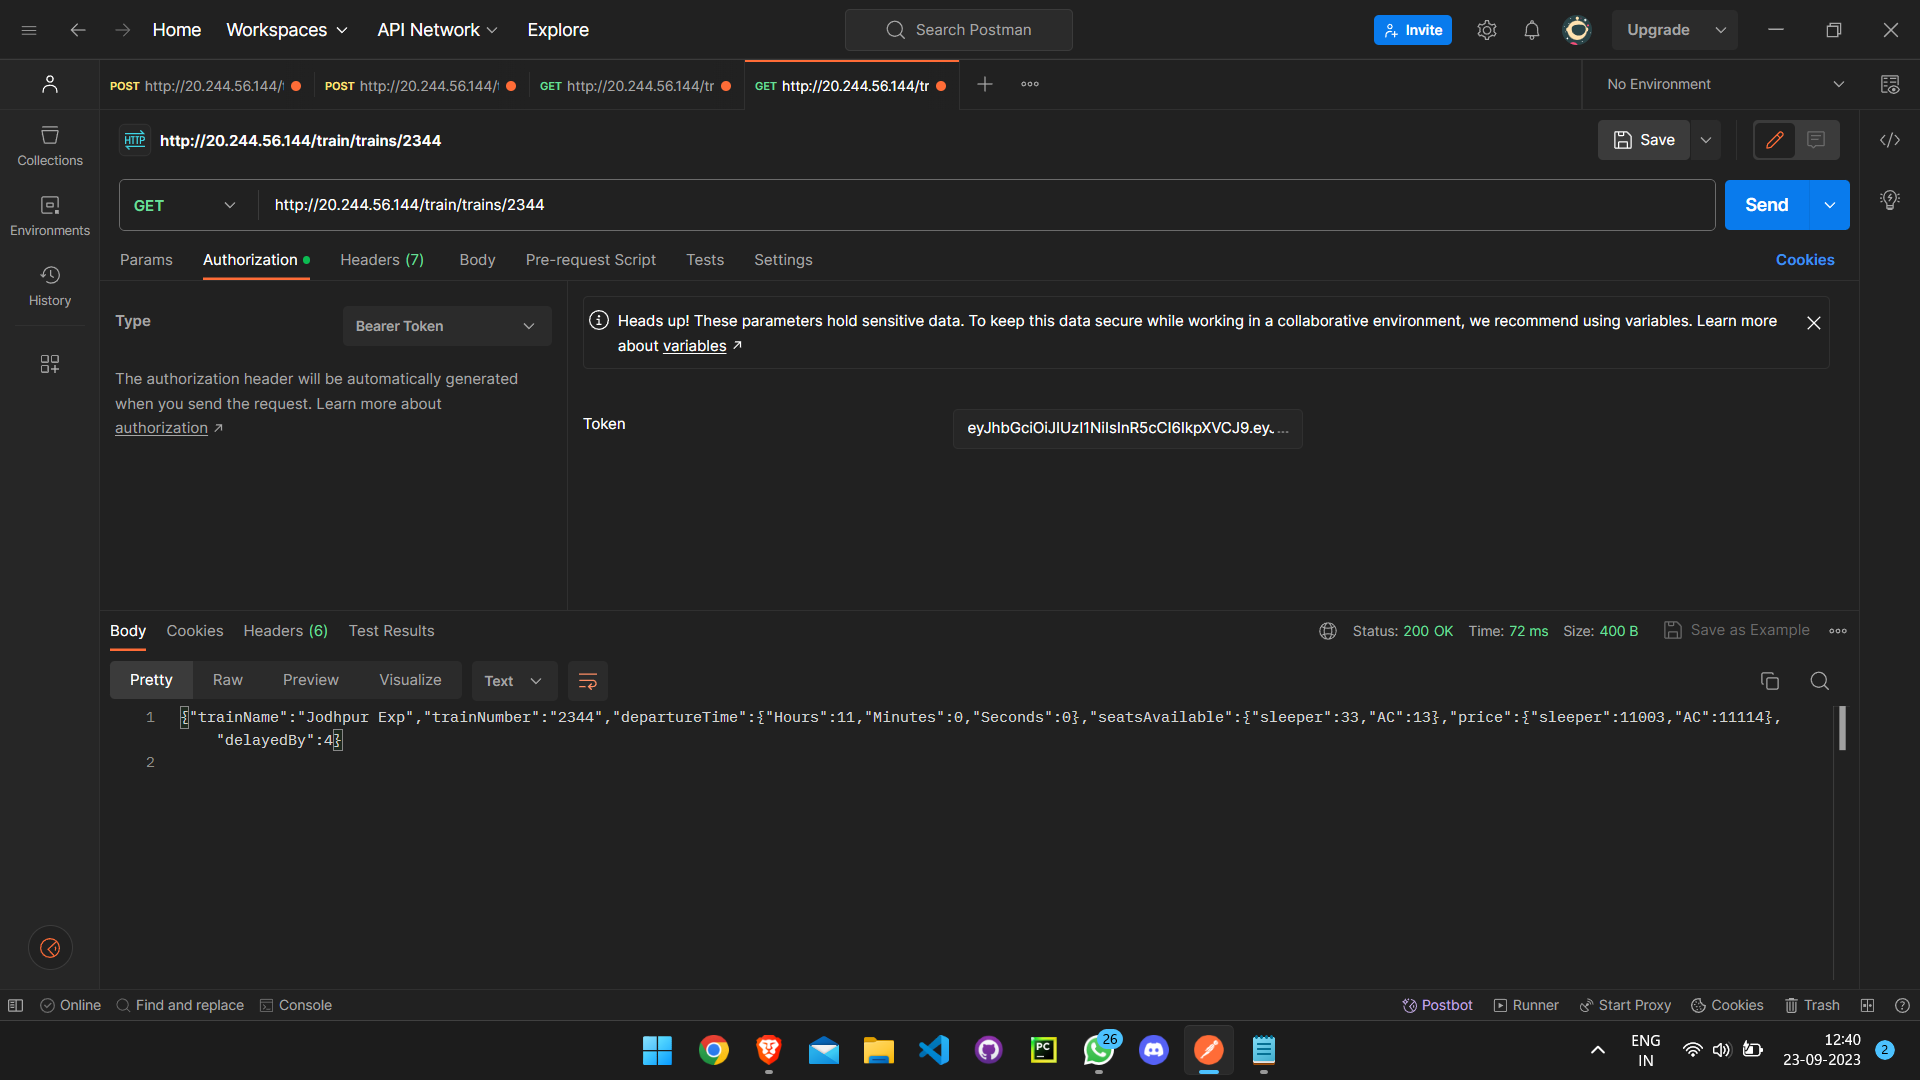 Home Workspaces API Network Explore Search Postman Invite Upgrade
POST http://20.244.56.144/ POST http://20.244.56.144/ GET http://20.244.56.144/tr GET http://20.244.56.144/tr No Environment
HTTP http://20.244.56.144/train/trains/2344 Save
Collections
GET http://20.244.56.144/train/trains/2344 Send
Environments
Params Authorization Headers (7) Body Pre-request Script Tests Settings Cookies
History
Type Bearer Token
Heads up! These parameters hold sensitive data. To keep this data secure while working in a collaborative environment, we recommend using variables. Learn more
about variables
The authorization header will be automatically generated
when you send the request. Learn more about
authorization
Token eyJhbGciOiJIUzI1NiIsInR5cCI6IkpXVCJ9.eyJ...
Body Cookies Headers (6) Test Results Status: 200 OK Time: 72 ms Size: 400 B Save as Example
Pretty Raw Preview Visualize Text
1 {"trainName":"Jodhpur Exp","trainNumber":"2344","departureTime":{"Hours":11,"Minutes":0,"Seconds":0},"seatsAvailable":{"sleeper":33,"AC":13},"price":{"sleeper":11003,"AC":11114},
"delayedBy":4}
2
Online Find and replace Console Postbot Runner Start Proxy Cookies Trash
PC 26
ENG
IN
12:40
23-09-2023
2